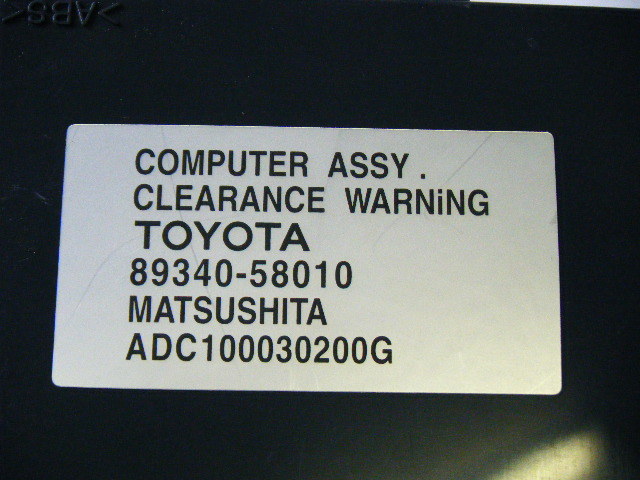 >ABS<
COMPUTER ASSY.
CLEARANCE WARNiNG
TOYOTA
89340-58010
MATSUSHITA
ADC100030200G